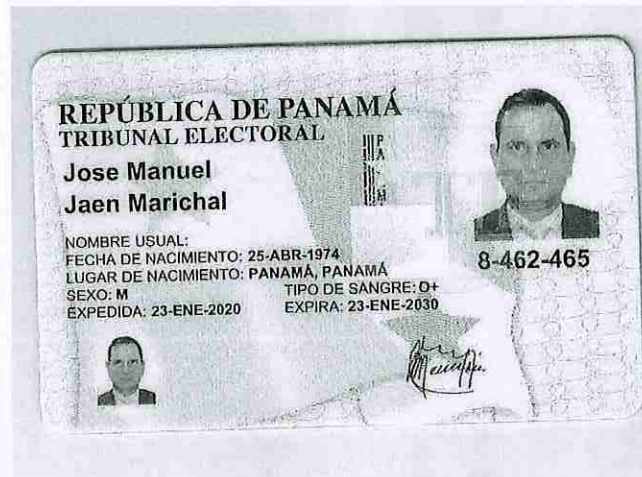 REPÚBLICA DE PANAMÁ
TRIBUNAL ELECTORAL
Jose Manuel
Jaen Marichal
NOMBRE USUAL:
FECHA DE NACIMIENTO: 25-ABR-1974
LUGAR DE NACIMIENTO: PANAMÁ, PANAMÁ
SEXO: M TIPO DE SANGRE: O+
EXPEDIDA: 23-ENE-2020 EXPIRA: 23-ENE-2030
8-462-465